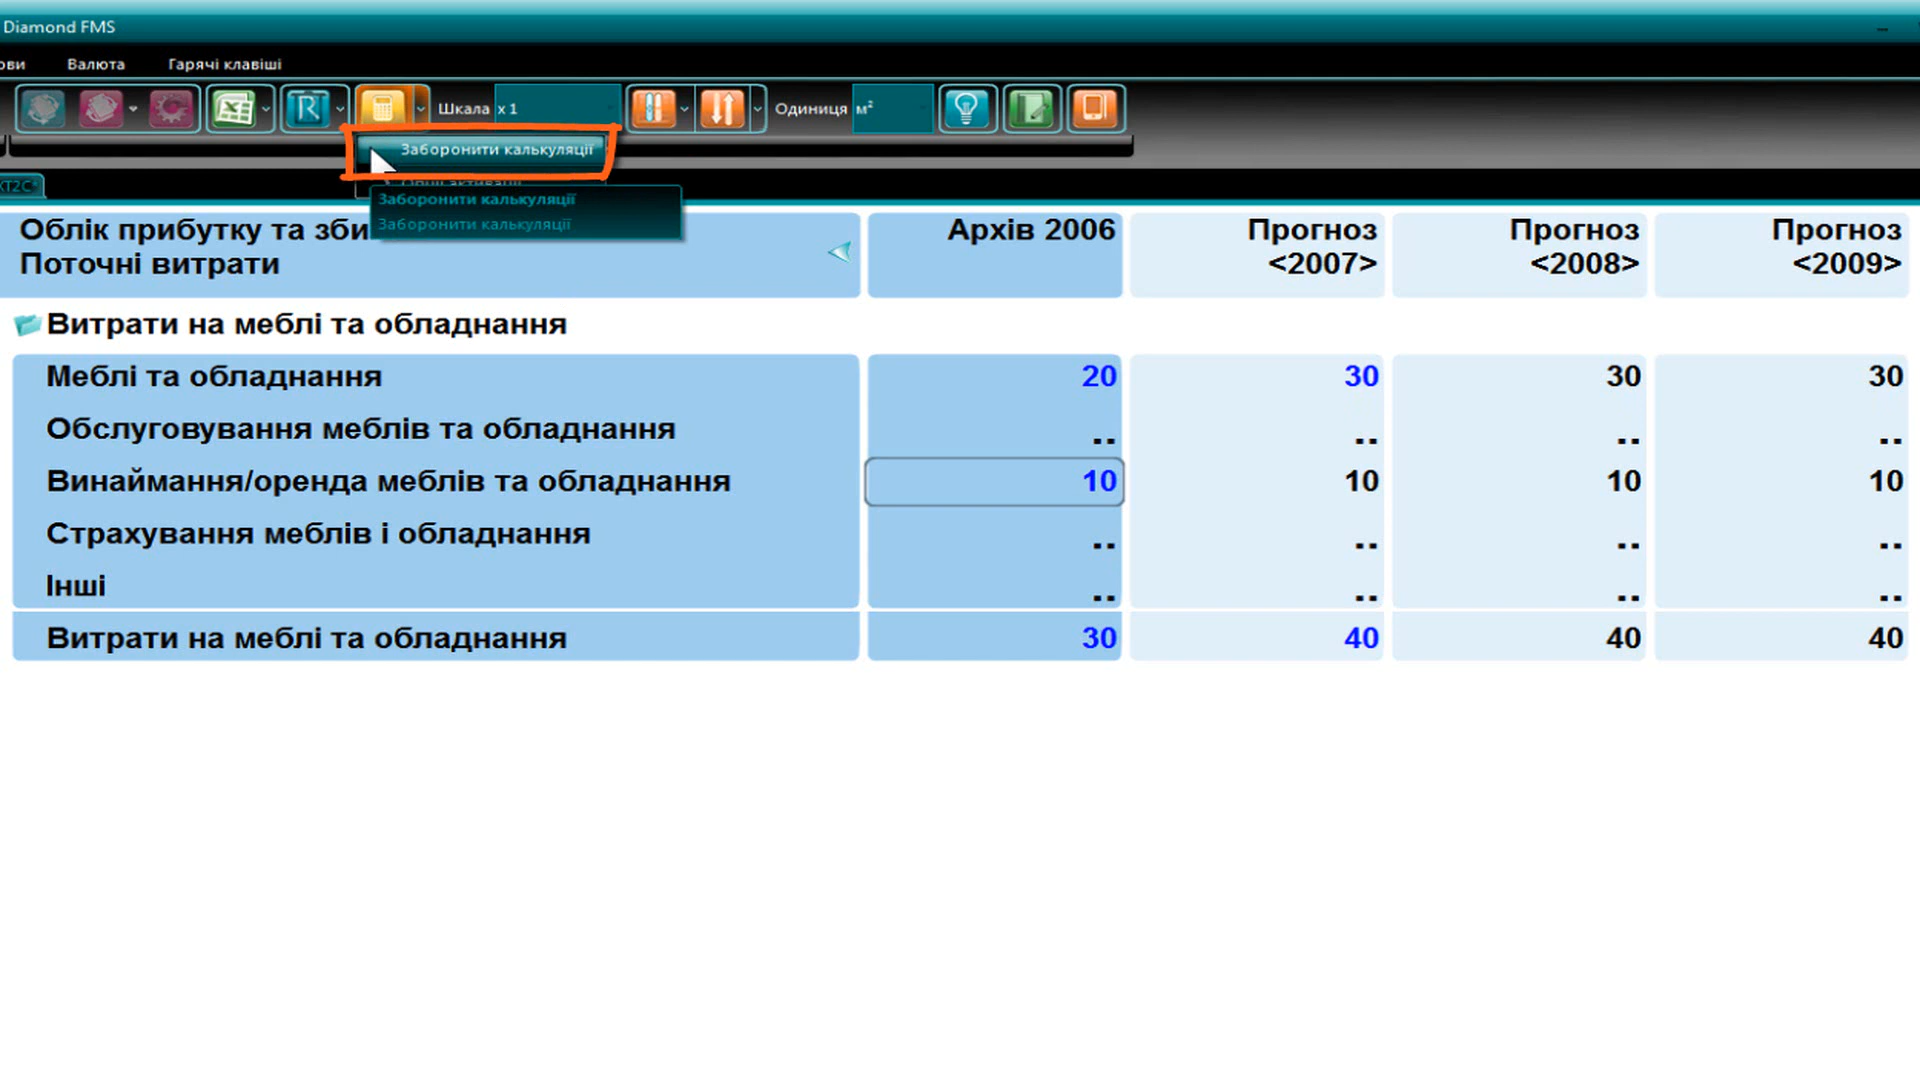 Diamond FMS
ови Валюта Гарячі клавіші
Шкала x 1 Одиниця м²
Заборонити калькуляції
Опції активації
Заборонити калькуляції
Заборонити калькуляції
Облік прибутку та зби
Поточні витрати
Архів 2006
Прогноз
<2007>
Прогноз
<2008>
Прогноз
<2009>
Витрати на меблі та обладнання
Меблі та обладнання 20 30 30 30
Обслуговування меблів та обладнання .. .. .. ..
Винаймання/оренда меблів та обладнання 10 10 10 10
Страхування меблів і обладнання .. .. .. ..
Інші .. .. .. ..
Витрати на меблі та обладнання 30 40 40 40